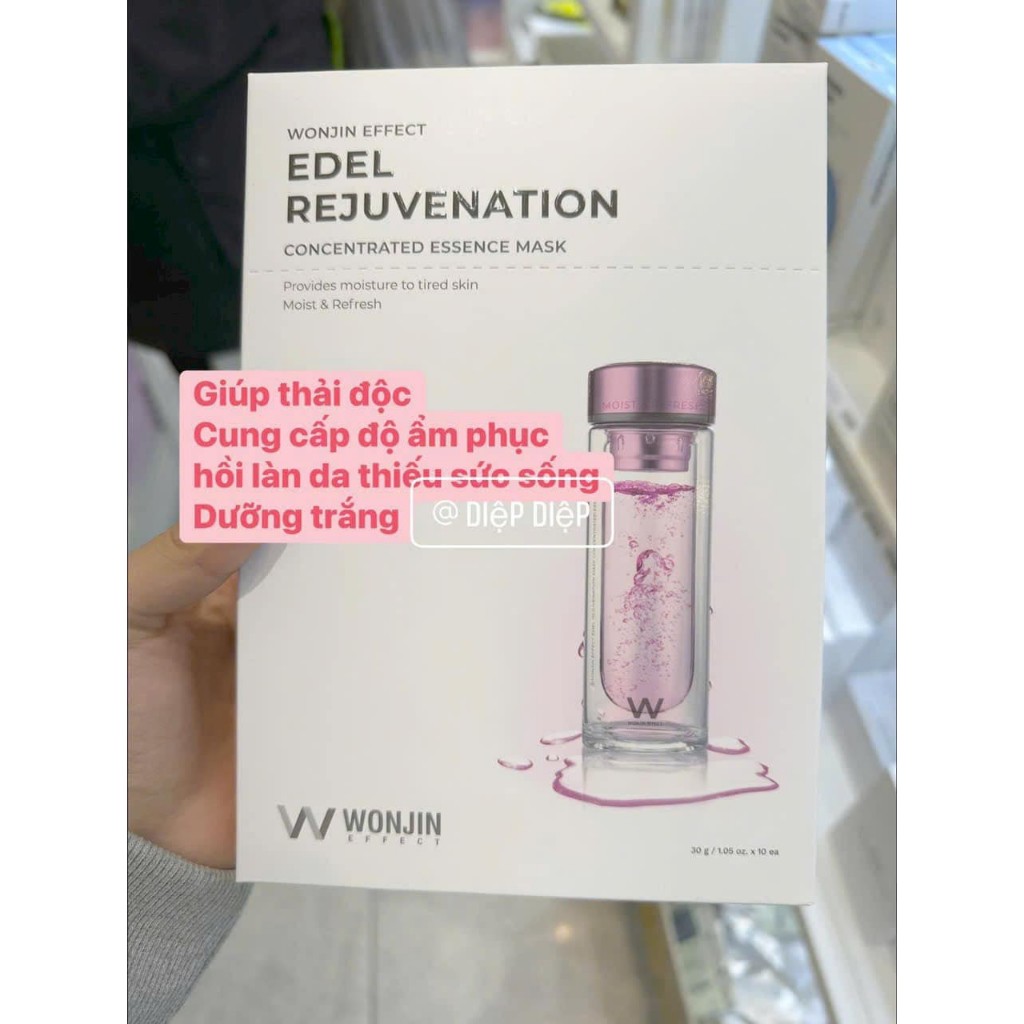 WONJIN EFFECT
EDEL
REJUVENATION
CONCENTRATED ESSENCE MASK
Provides moisture to tired skin
Moist & Refresh
Giúp thải độc
Cung cấp độ ẩm phục
hồi làn da thiếu sức sống
Dưỡng trắng
@ Diệp Diệp
MOIST
W
W WONJIN
EFFECT
30 g / 1.05 oz. x 10 ea